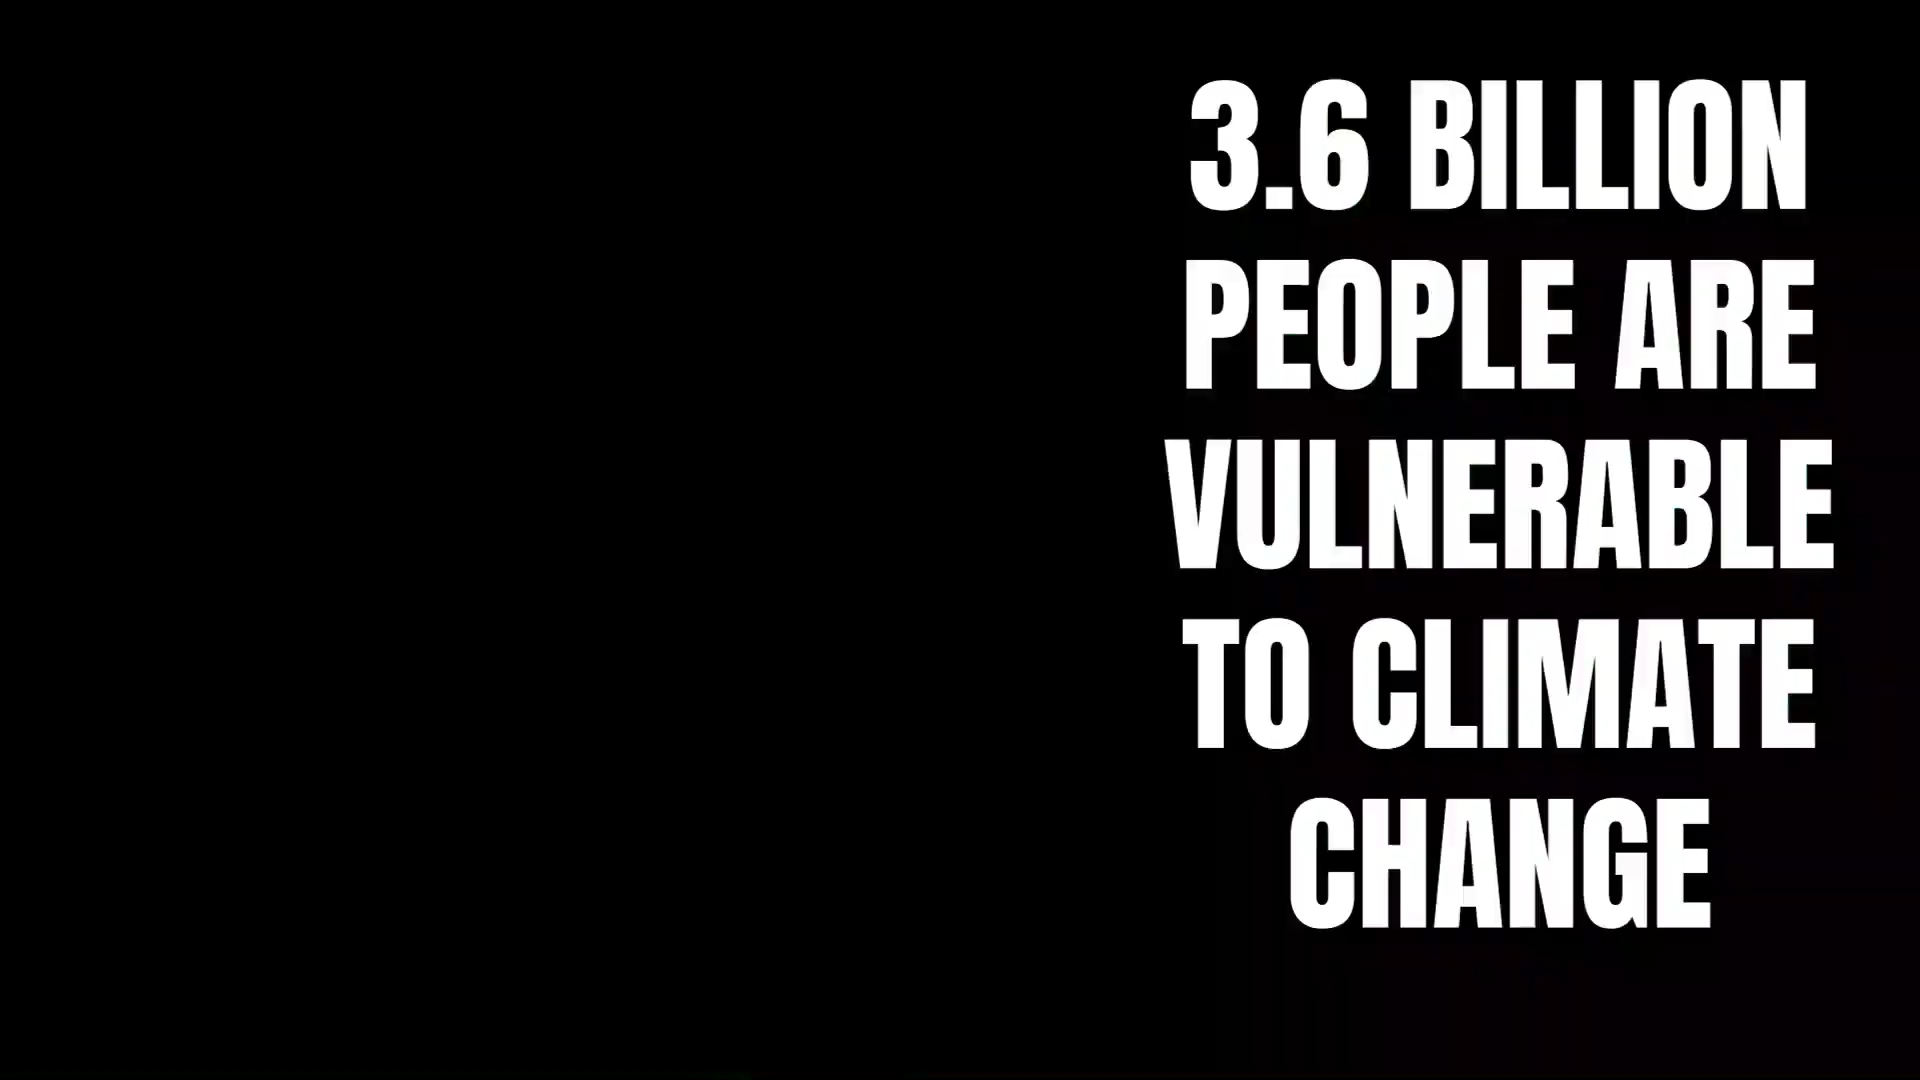 3.6 BILLION
PEOPLE ARE
VULNERABLE
TO CLIMATE
CHANGE